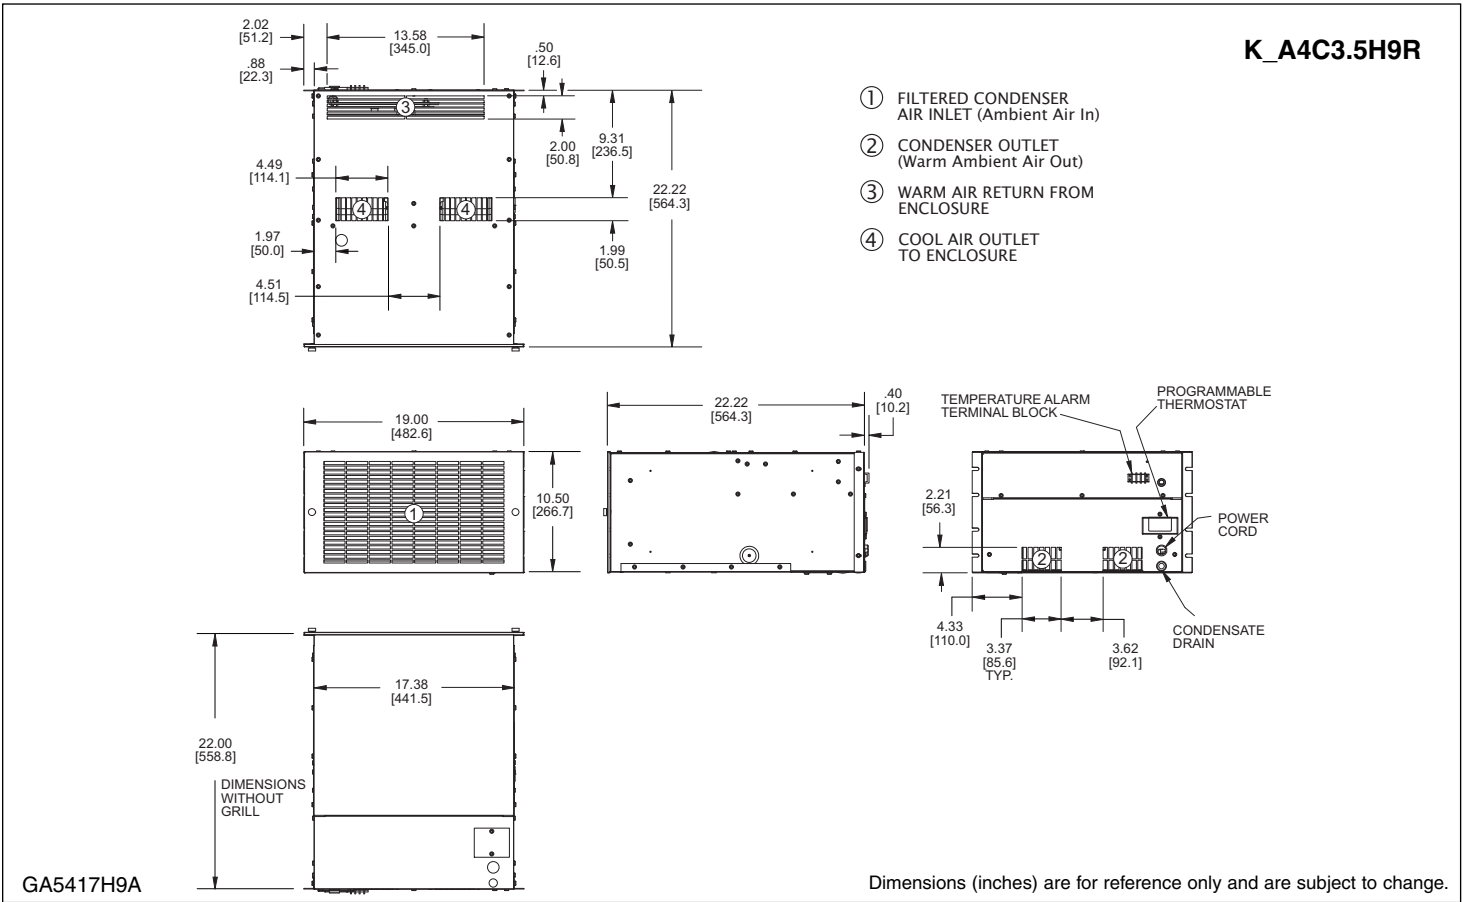 K_A4C3.5H9R
2.02
[51.2]
13.58
[345.0]
.50
[12.6]
.88
[22.3]
3
2.00
[50.8]
9.31
[236.5]
4.49
[114.1]
22.22
[564.3]
4
4
1.97
[50.0]
1.99
[50.5]
4.51
[114.5]
1 FILTERED CONDENSER
AIR INLET (Ambient Air In)
2 CONDENSER OUTLET
(Warm Ambient Air Out)
3 WARM AIR RETURN FROM
ENCLOSURE
4 COOL AIR OUTLET
TO ENCLOSURE
19.00
[482.6]
10.50
[266.7]
1
22.22
[564.3]
.40
[10.2]
TEMPERATURE ALARM
TERMINAL BLOCK
PROGRAMMABLE
THERMOSTAT
2.21
[56.3]
POWER
CORD
2
2
4.33
[110.0]
3.37
[85.6]
TYP.
3.62
[92.1]
CONDENSATE
DRAIN
17.38
[441.5]
22.00
[558.8]
DIMENSIONS
WITHOUT
GRILL
GA5417H9A
Dimensions (inches) are for reference only and are subject to change.